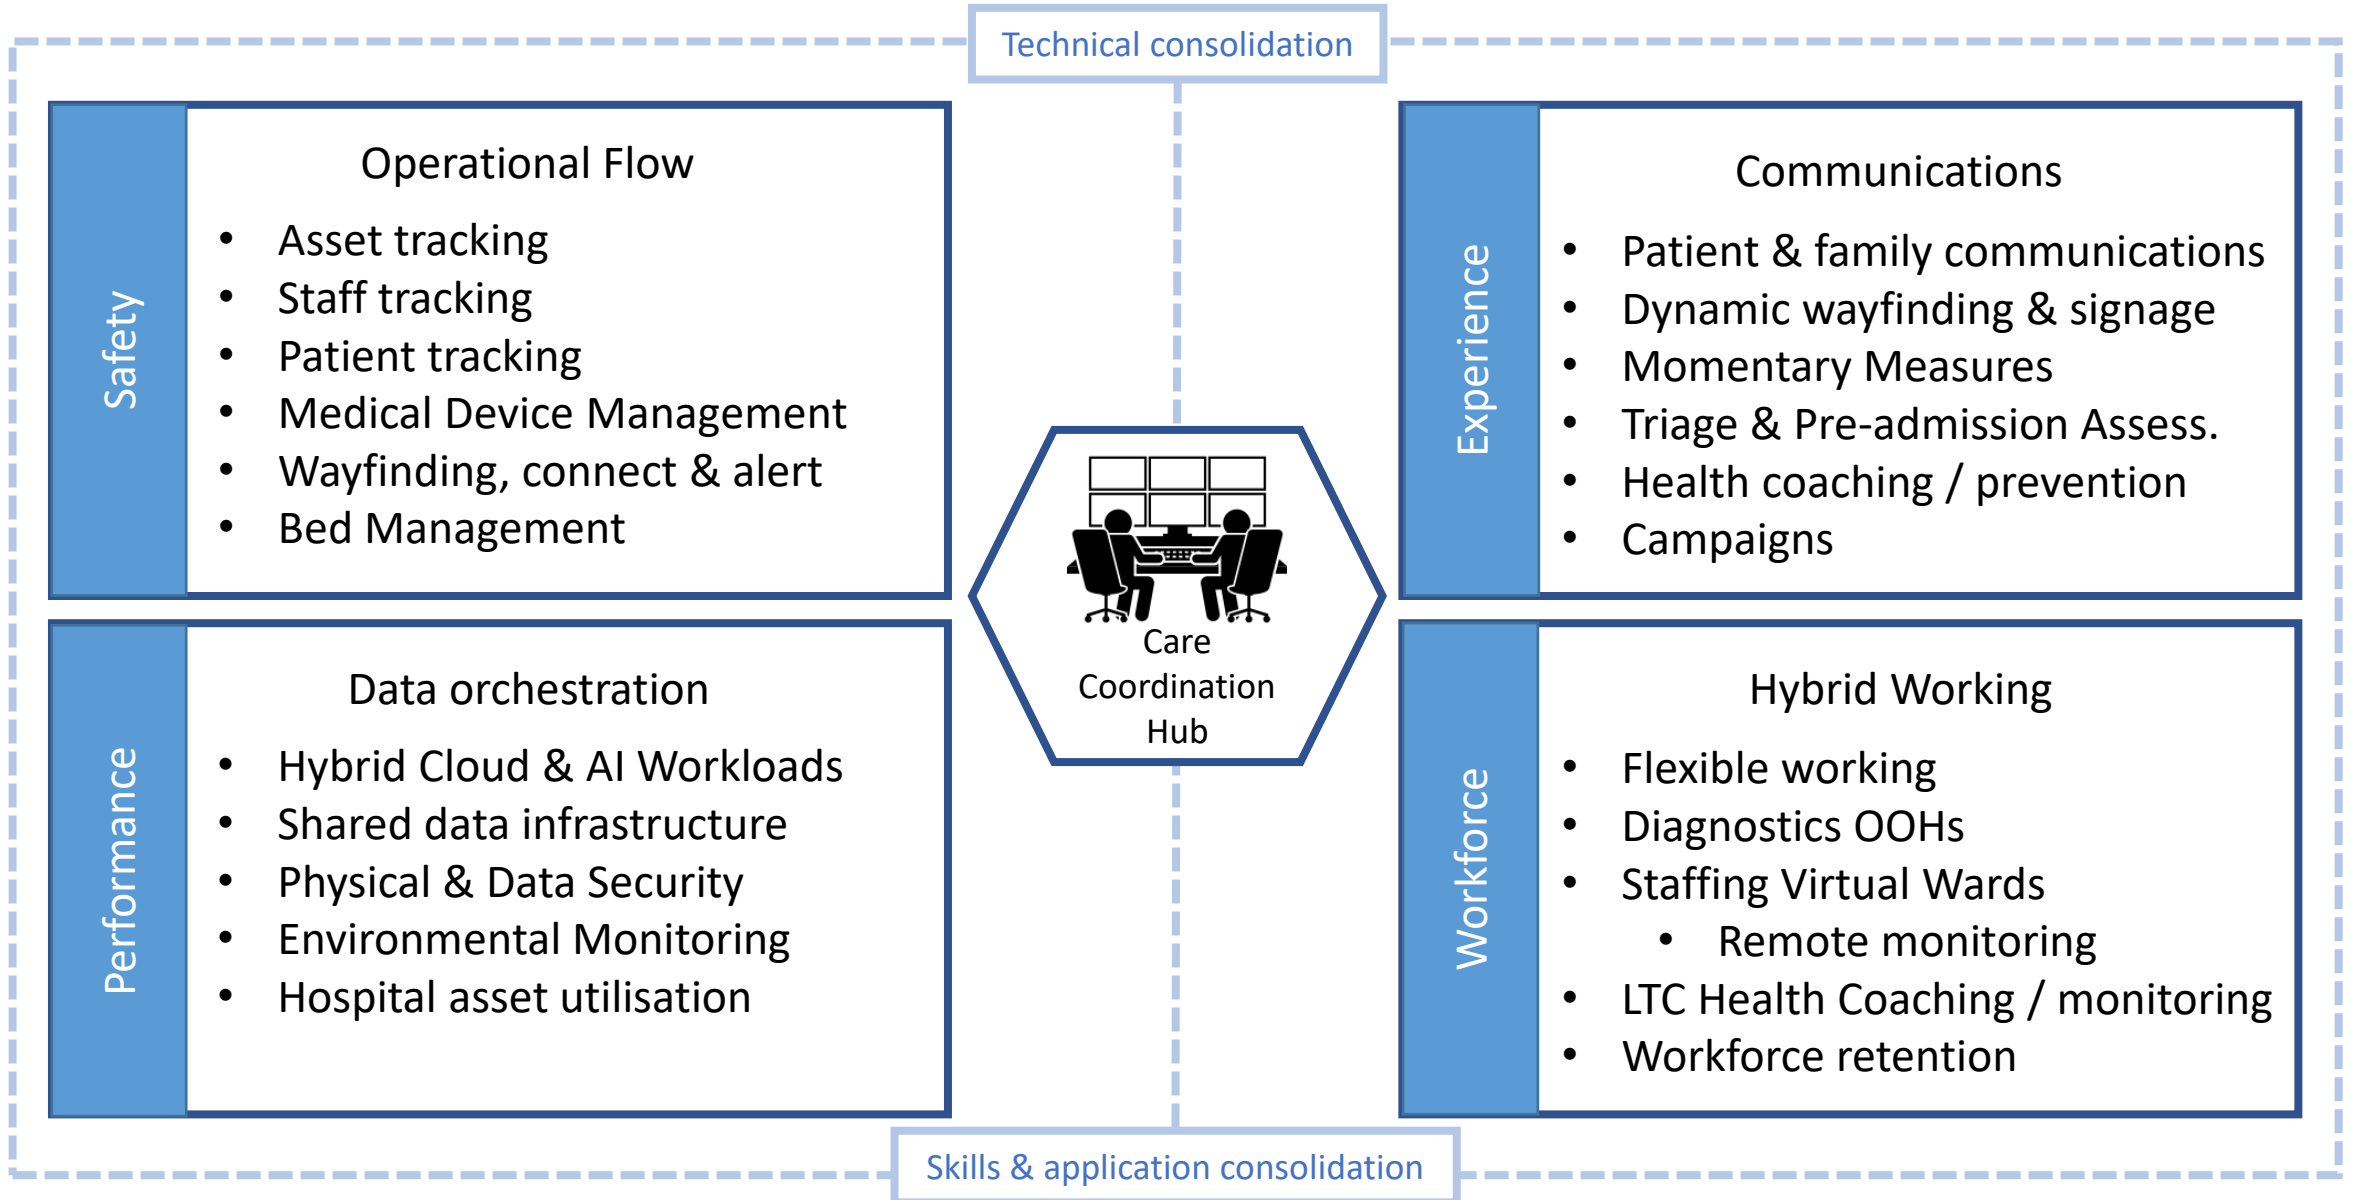 Technical consolidation
Safety
Operational Flow
• Asset tracking
• Staff tracking
• Patient tracking
• Medical Device Management
• Wayfinding, connect & alert
• Bed Management
Experience
Communications
• Patient & family communications
• Dynamic wayfinding & signage
• Momentary Measures
• Triage & Pre-admission Assess.
• Health coaching / prevention
• Campaigns
Care
Coordination
Hub
Performance
Data orchestration
• Hybrid Cloud & AI Workloads
• Shared data infrastructure
• Physical & Data Security
• Environmental Monitoring
• Hospital asset utilisation
Workforce
Hybrid Working
• Flexible working
• Diagnostics OOHs
• Staffing Virtual Wards
• Remote monitoring
• LTC Health Coaching / monitoring
• Workforce retention
Skills & application consolidation